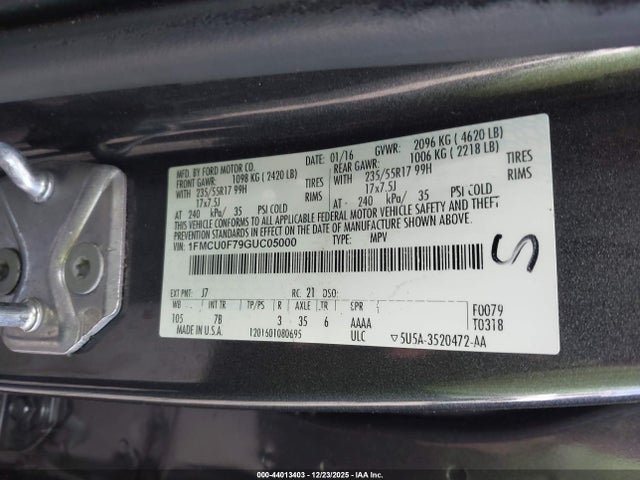 MFD. BY FORD MOTOR CO.
DATE: 01/16 GVWR: 2096 KG ( 4620 LB)
FRONT GAWR: 1098 KG ( 2420 LB) REAR GAWR: 1006 KG ( 2218 LB)
WITH 235/55R17 99H TIRES WITH 235/55R17 99H TIRES
17x7.5J RIMS 17x7.5J RIMS
AT 240 kPa/ 35 PSI COLD AT 240 kPa/ 35 PSI COLD
THIS VEHICLE CONFORMS TO ALL APPLICABLE FEDERAL MOTOR VEHICLE SAFETY AND THEFT
PREVENTION STANDARDS IN EFFECT ON THE DATE OF MANUFACTURE SHOWN ABOVE.
VIN: 1FMCU0F79GUC05000 TYPE: MPV
EXT PNT: J7 RC: 21 DSO:
WB INT TR TP/PS R AXLE TR SPR F0079
105 7B 3 35 6 AAAA T0318
MADE IN U.S.A. 1201601080695 ULC 5U5A-3520472-AA
000-44013403 - 12/23/2025 - IAA Inc.